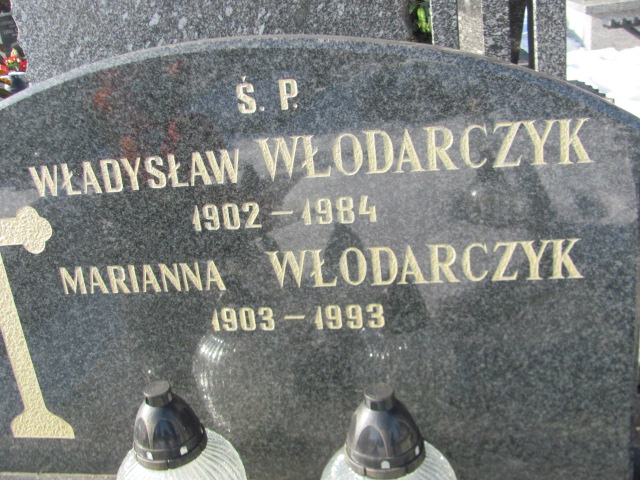 Ś. P.
WŁADYSŁAW WŁODARCZYK
1902 - 1984
MARIANNA WŁODARCZYK
1903 - 1993